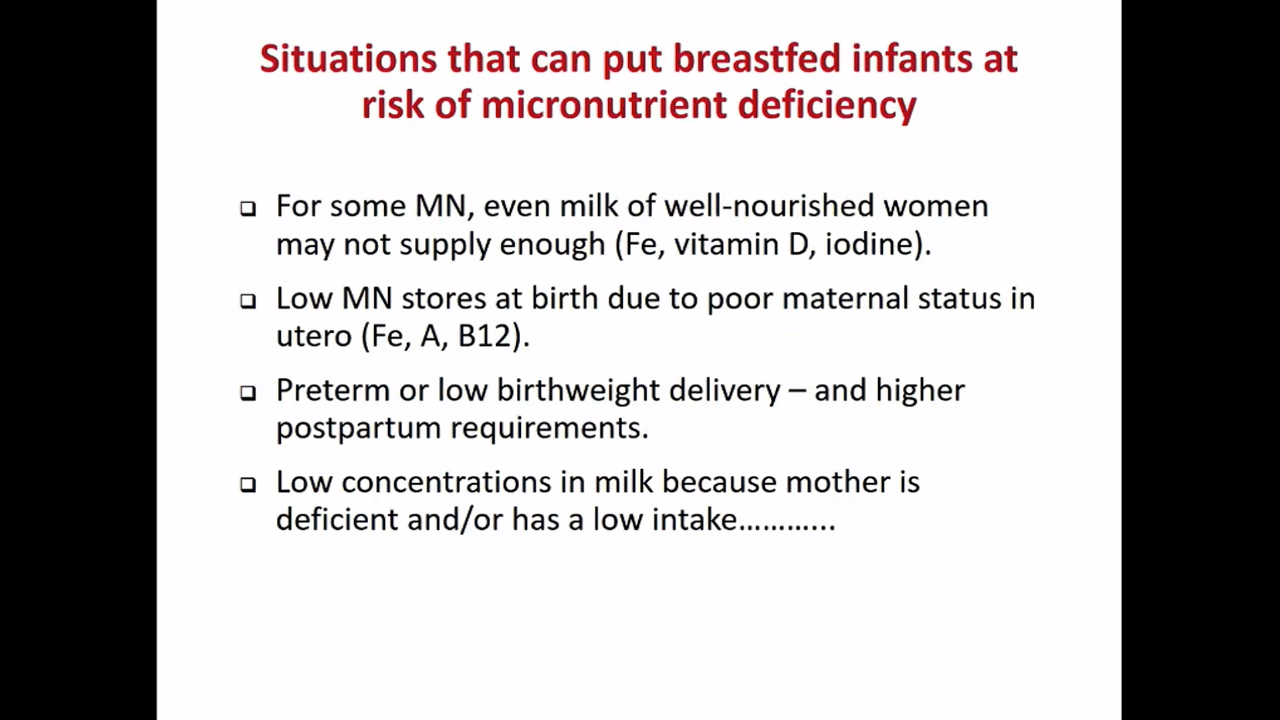 Situations that can put breastfed infants at
risk of micronutrient deficiency
❑ For some MN, even milk of well-nourished women
may not supply enough (Fe, vitamin D, iodine).
❑ Low MN stores at birth due to poor maternal status in
utero (Fe, A, B12).
❑ Preterm or low birthweight delivery – and higher
postpartum requirements.
❑ Low concentrations in milk because mother is
deficient and/or has a low intake…………..